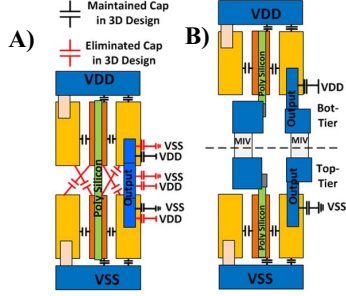 Maintained Cap
in 3D Design
Eliminated Cap
in 3D Design
A)
VDD
Poly Silicon
Output
VSS
VDD
VSS
VDD
VSS
VDD
VSS
B)
VDD
Poly Silicon
Output
VDD
Bot-
Tier
MIV
MIV
Top-
Tier
Poly Silicon
Output
VSS
VSS